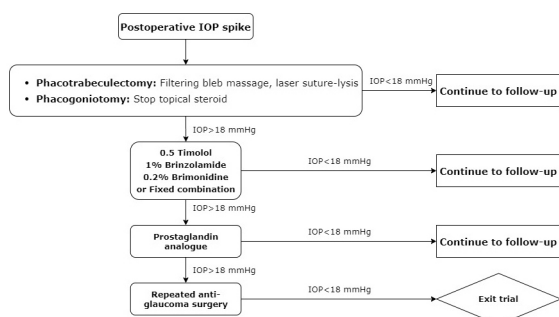 Postoperative IOP spike
• Phacotrabeculectomy: Filtering bleb massage, laser suture-lysis
• Phacogoniotomy: Stop topical steroid
IOP<18 mmHg
Continue to follow-up
IOP>18 mmHg
0.5 Timolol
1% Brinzolamide
0.2% Brimonidine
or Fixed combination
IOP<18 mmHg
Continue to follow-up
IOP>18 mmHg
Prostaglandin
analogue
IOP<18 mmHg
Continue to follow-up
IOP>18 mmHg
Repeated anti-
glaucoma surgery
IOP<18 mmHg
Exit trial